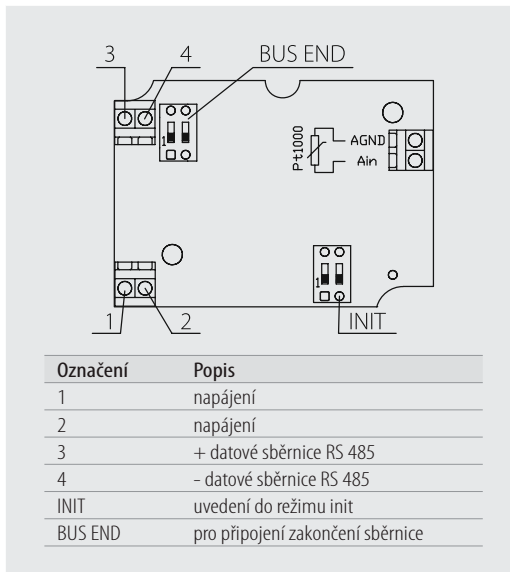 3 4 BUS END
1
Pt1000
AGND
Ain
1
1 2 INIT
Označení Popis
1 napájení
2 napájení
3 + datové sběrnice RS 485
4 - datové sběrnice RS 485
INIT uvedení do režimu init
BUS END pro připojení zakončení sběrnice